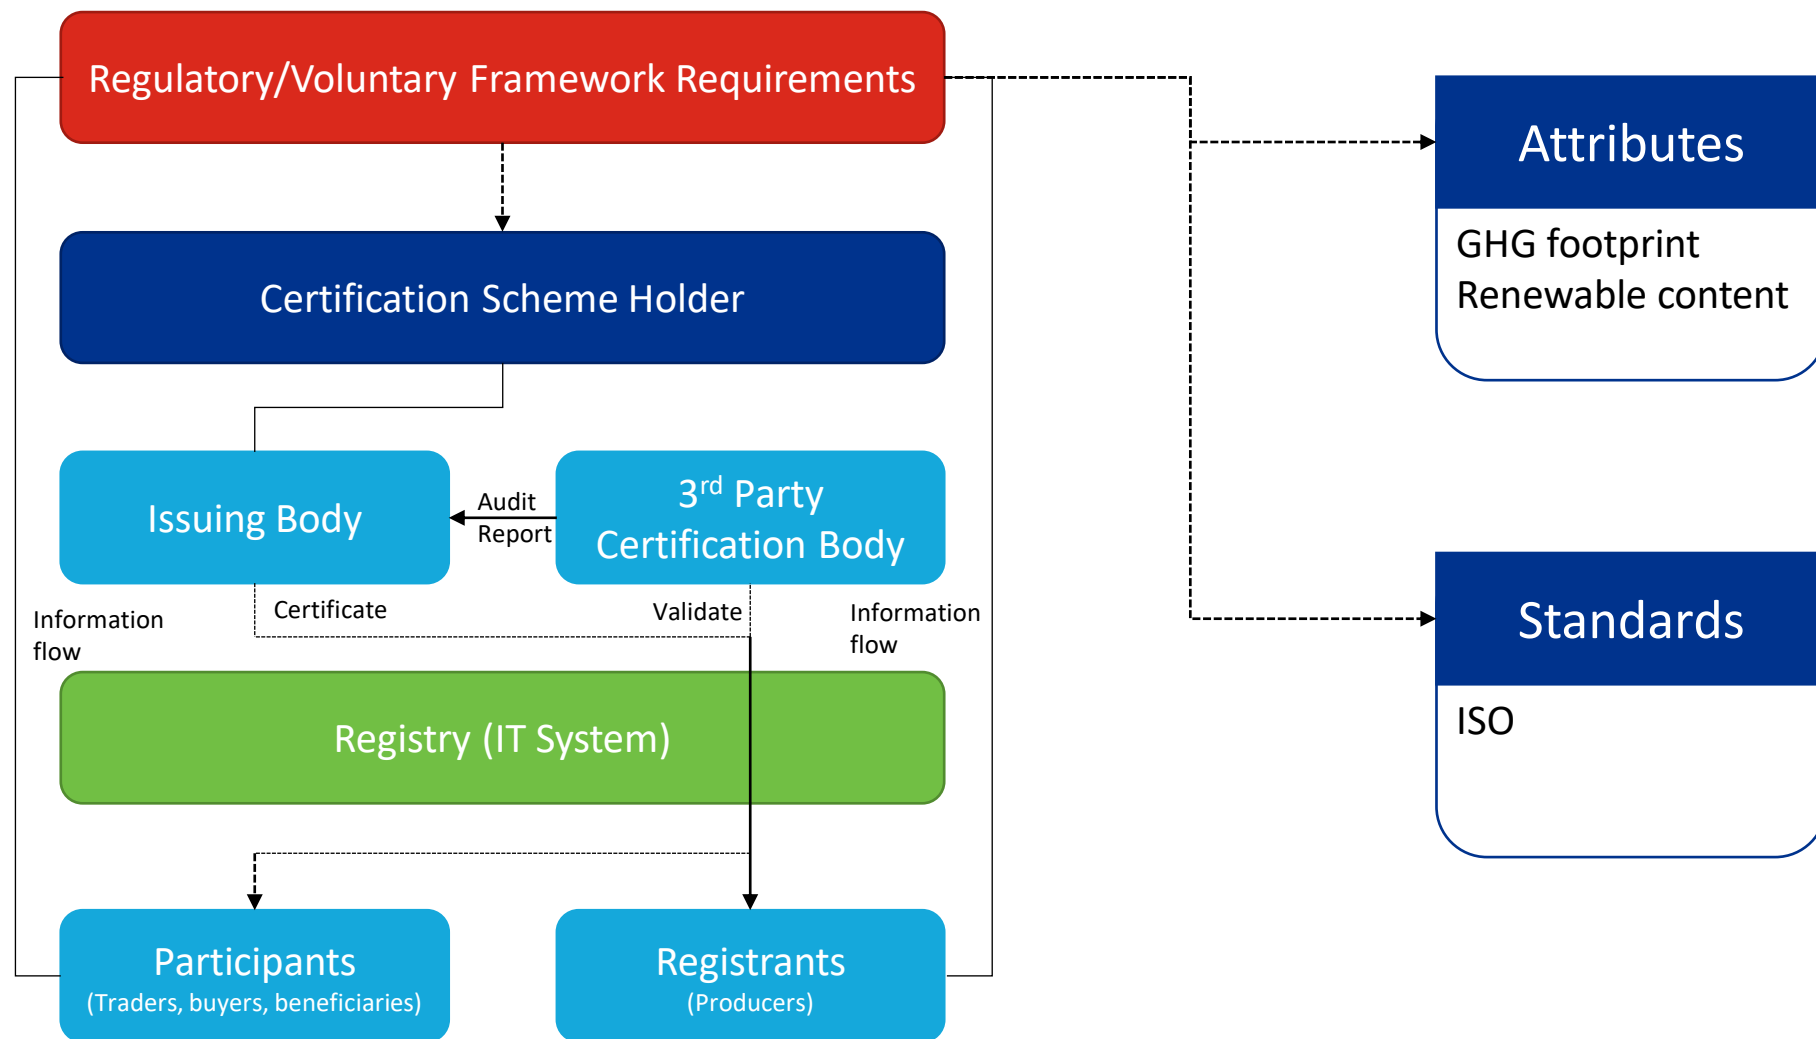 Regulatory/Voluntary Framework Requirements
Certification Scheme Holder
Issuing Body
Audit
Report
3rd Party
Certification Body
Certificate
Validate
Information
flow
Information
flow
Registry (IT System)
Participants
(Traders, buyers, beneficiaries)
Registrants
(Producers)
Attributes
GHG footprint
Renewable content
Standards
ISO